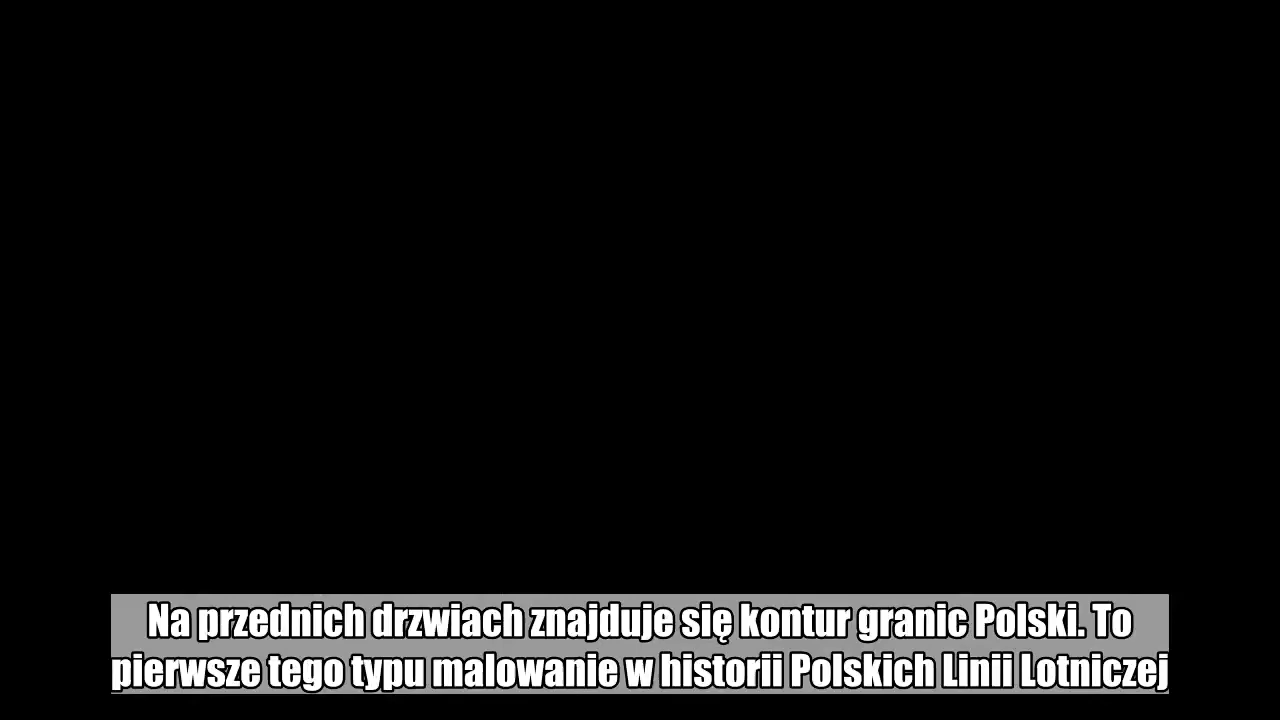 Na przednich drzwiach znajduje się kontur granic Polski. To
pierwsze tego typu malowanie w historii Polskich Linii Lotniczej